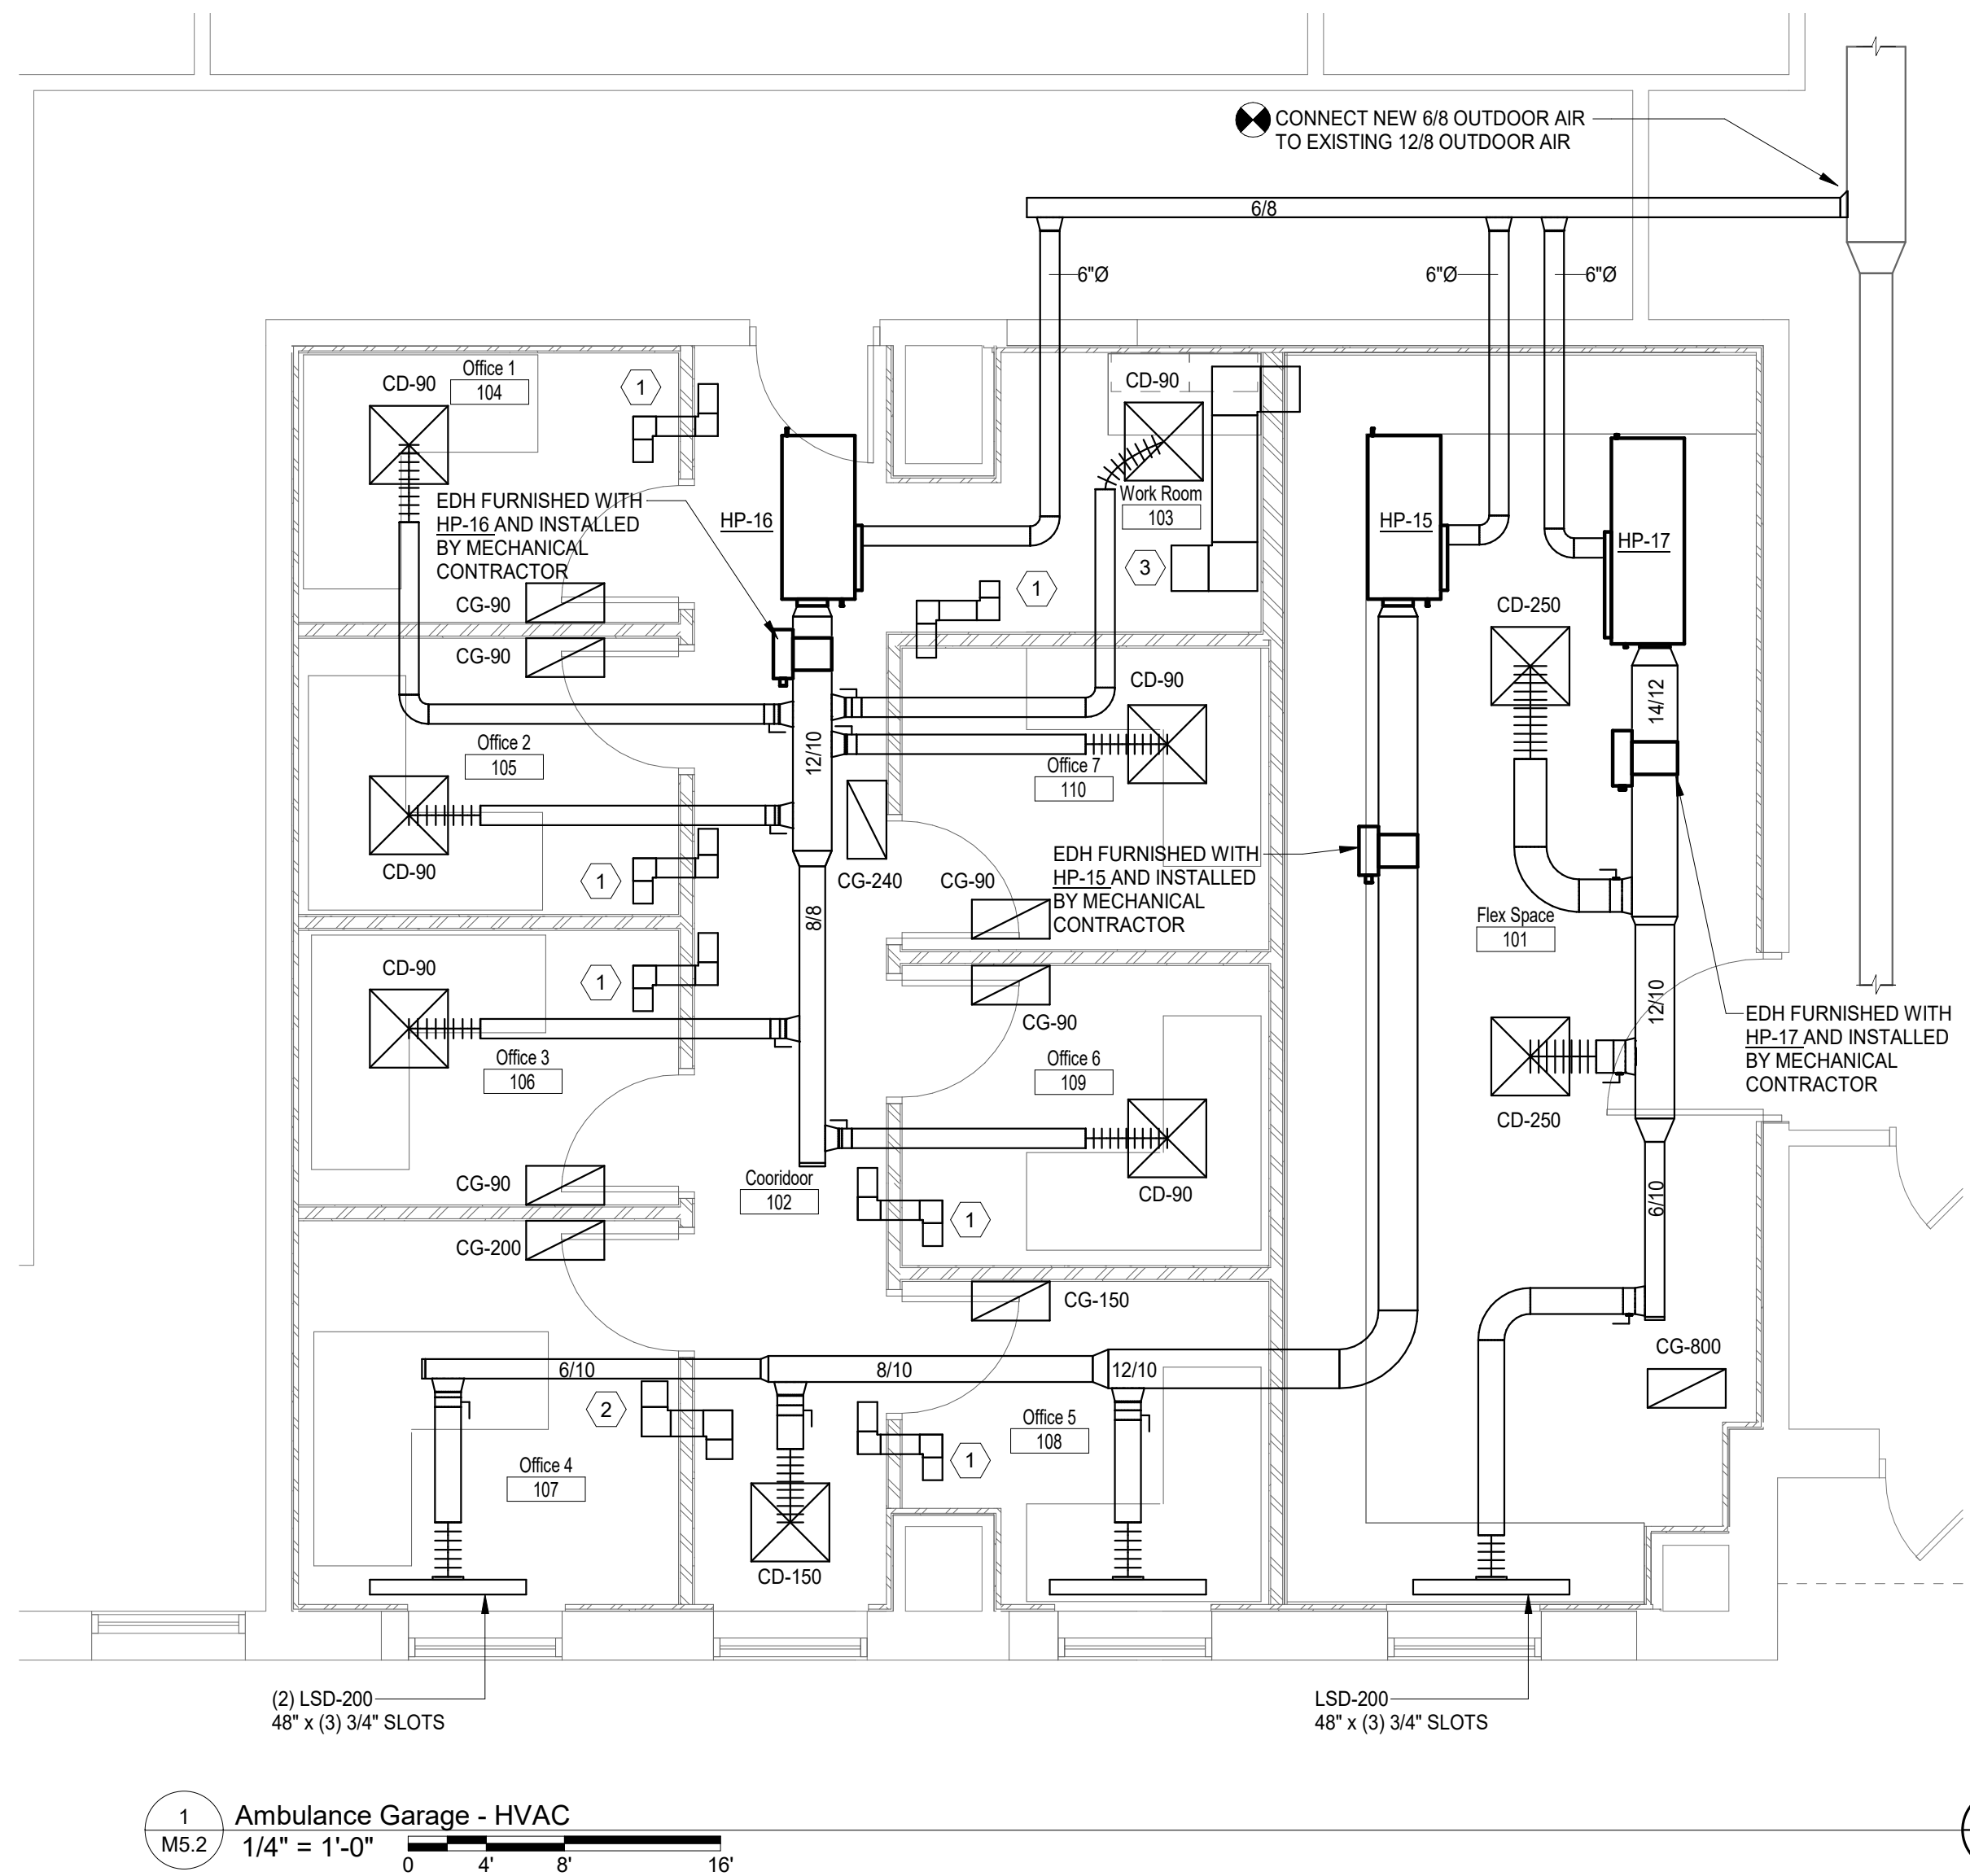 CONNECT NEW 6/8 OUTDOOR AIR
TO EXISTING 12/8 OUTDOOR AIR
6/8
6"Ø
6"Ø
6"Ø
Office 1
104
CD-90
1
CD-90
EDH FURNISHED WITH
HP-16 AND INSTALLED
BY MECHANICAL
CONTRACTOR
HP-16
Work Room
103
HP-15
HP-17
3
1
CG-90
CG-90
CD-250
CD-90
14/12
12/10
Office 2
105
Office 7
110
CD-90
1
CG-240
CG-90
EDH FURNISHED WITH
HP-15 AND INSTALLED
BY MECHANICAL
CONTRACTOR
8/8
Flex Space
101
CD-90
1
CG-90
12/10
EDH FURNISHED WITH
HP-17 AND INSTALLED
BY MECHANICAL
CONTRACTOR
Office 3
106
Office 6
109
CD-250
CG-90
Cooridoor
102
CD-90
6/10
1
CG-200
CG-150
CG-800
6/10
8/10
12/10
2
Office 5
108
1
Office 4
107
CD-150
(2) LSD-200
48" x (3) 3/4" SLOTS
LSD-200
48" x (3) 3/4" SLOTS
1
M5.2
Ambulance Garage - HVAC
1/4" = 1'-0"
0 4' 8' 16'